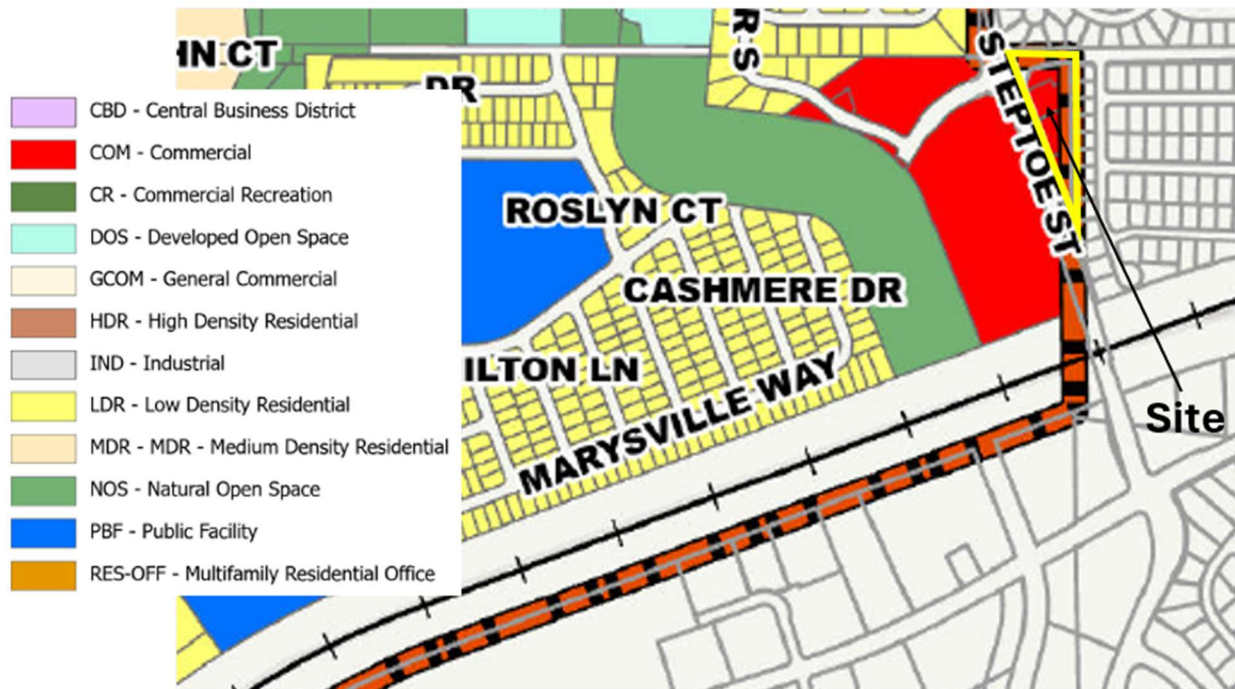 HN CT
DR
R S
STEPTOE ST
CBD - Central Business District
COM - Commercial
CR - Commercial Recreation
DOS - Developed Open Space
GCOM - General Commercial
HDR - High Density Residential
IND - Industrial
LDR - Low Density Residential
MDR - MDR - Medium Density Residential
NOS - Natural Open Space
PBF - Public Facility
RES-OFF - Multifamily Residential Office
ROSLYN CT
CASHMERE DR
ILTON LN
MARYSVILLE WAY
Site